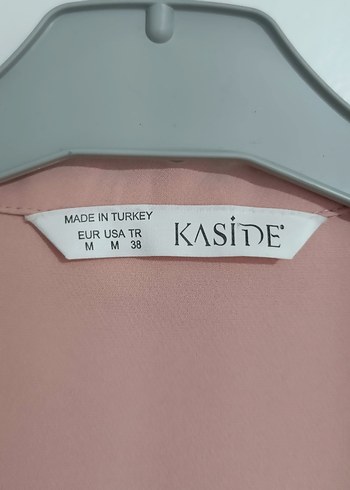 MADE IN TURKEY
EUR USA TR
M M 38
KASİDE